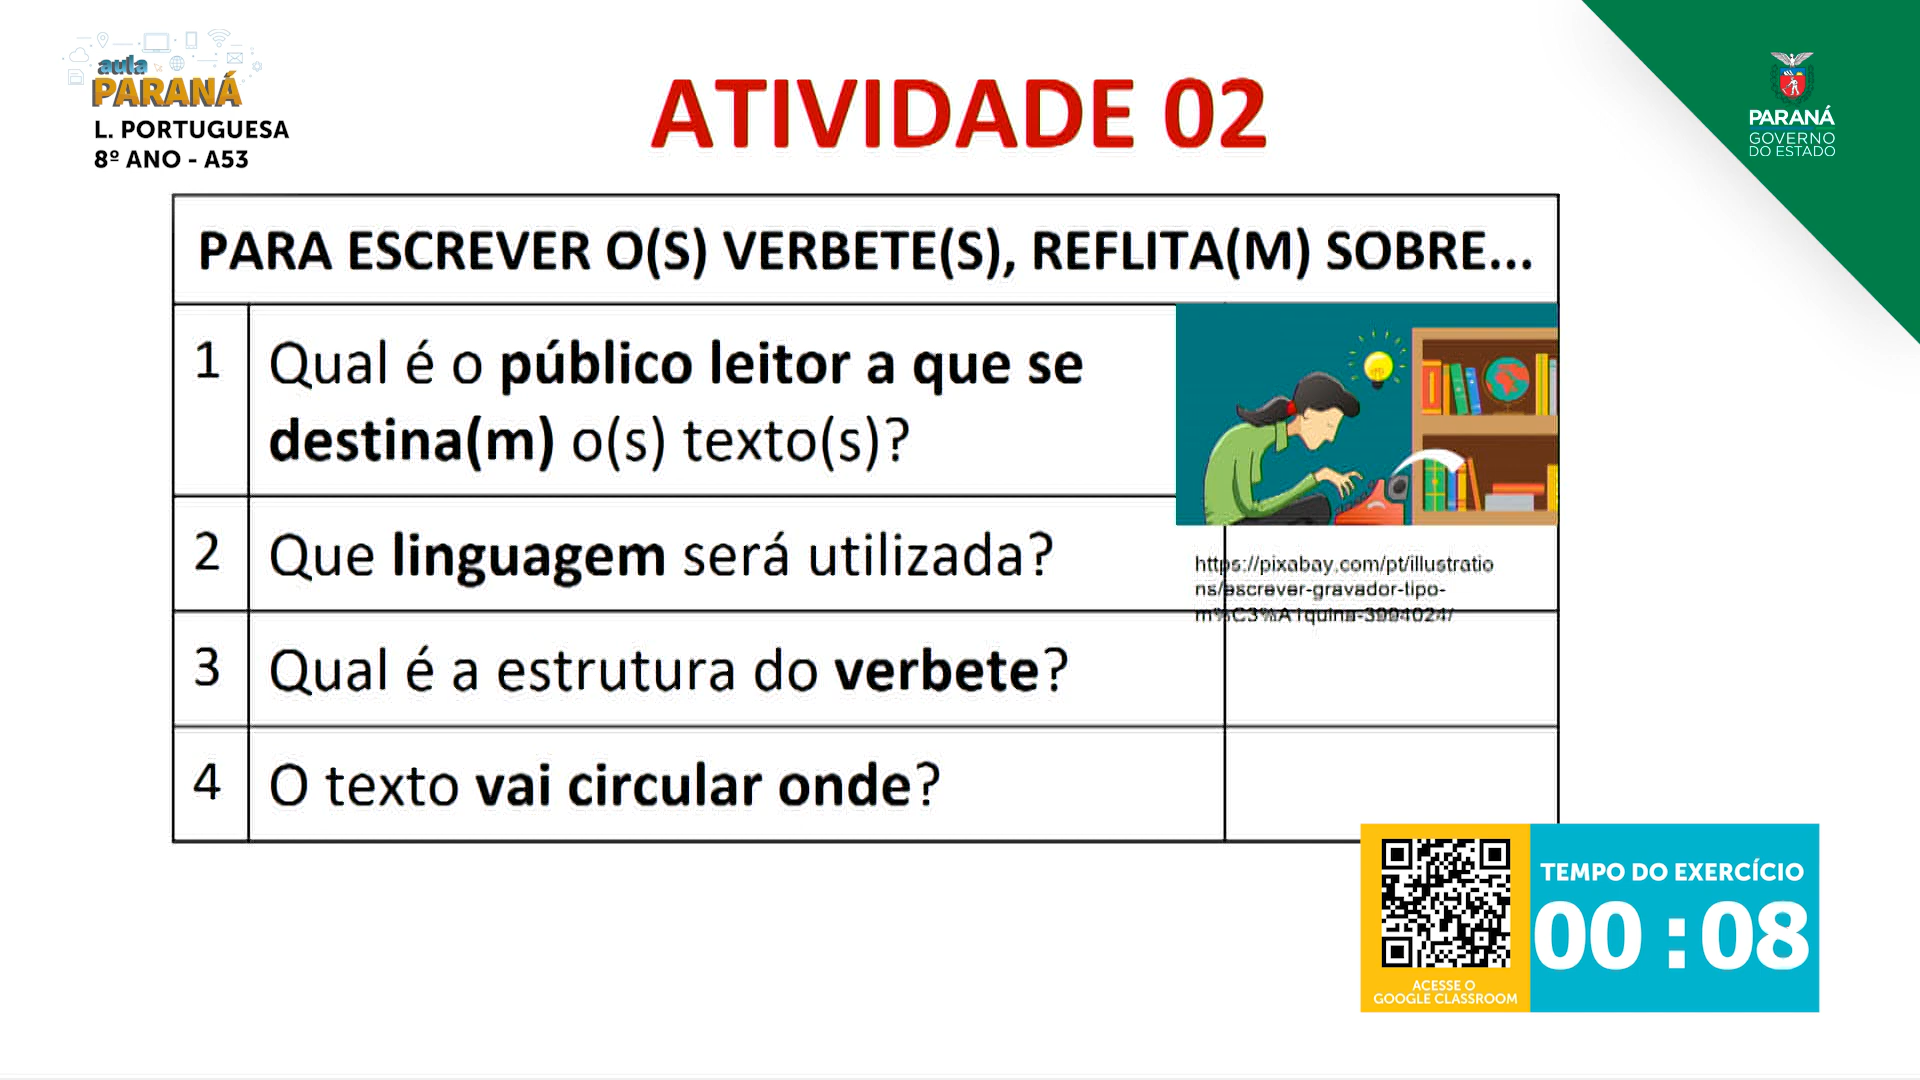 aula
PARANÁ
L. PORTUGUESA
8º ANO - A53
ATIVIDADE 02
PARANÁ
GOVERNO
DO ESTADO
PARA ESCREVER O(S) VERBETE(S), REFLITA(M) SOBRE...
1 Qual é o público leitor a que se
destina(m) o(s) texto(s)?
2 Que linguagem será utilizada?
https://pixabay.com/pt/illustratio
ns/escrever-gravador-tipo-
m%C3%A1quina-3994024/
3 Qual é a estrutura do verbete?
4 O texto vai circular onde?
TEMPO DO EXERCÍCIO
00 : 08
ACESSE O
GOOGLE CLASSROOM